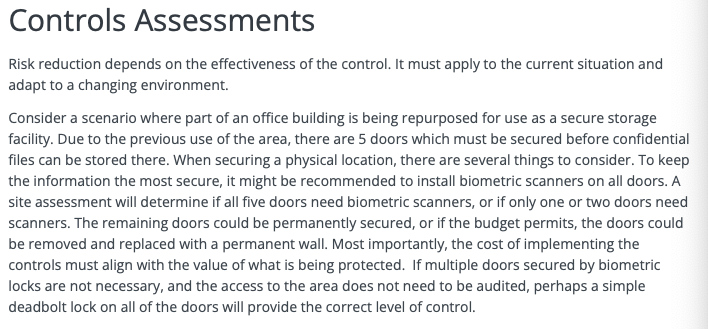 Controls Assessments
Risk reduction depends on the effectiveness of the control. It must apply to the current situation and
adapt to a changing environment.
Consider a scenario where part of an office building is being repurposed for use as a secure storage
facility. Due to the previous use of the area, there are 5 doors which must be secured before confidential
files can be stored there. When securing a physical location, there are several things to consider. To keep
the information the most secure, it might be recommended to install biometric scanners on all doors. A
site assessment will determine if all five doors need biometric scanners, or if only one or two doors need
scanners. The remaining doors could be permanently secured, or if the budget permits, the doors could
be removed and replaced with a permanent wall. Most importantly, the cost of implementing the
controls must align with the value of what is being protected.  If multiple doors secured by biometric
locks are not necessary, and the access to the area does not need to be audited, perhaps a simple
deadbolt lock on all of the doors will provide the correct level of control.